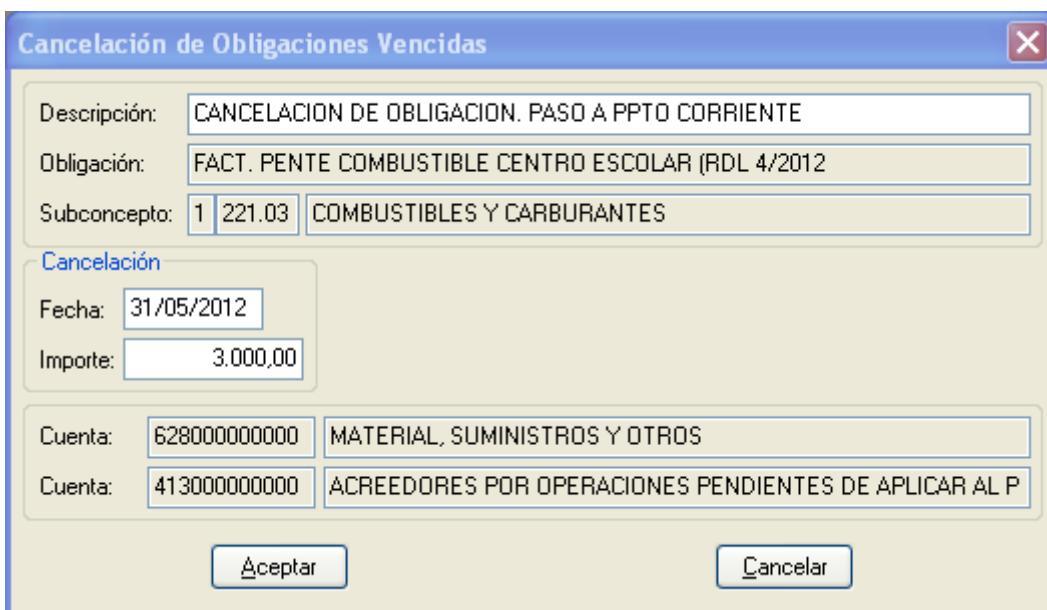 Cancelación de Obligaciones Vencidas
Descripción: CANCELACION DE OBLIGACION. PASO A PPTO CORRIENTE
Obligación: FACT. PENTE COMBUSTIBLE CENTRO ESCOLAR (RDL 4/2012
Subconcepto: 1 221.03 COMBUSTIBLES Y CARBURANTES
Cancelación
Fecha: 31/05/2012
Importe: 3.000,00
Cuenta: 628000000000 MATERIAL, SUMINISTROS Y OTROS
Cuenta: 413000000000 ACREEDORES POR OPERACIONES PENDIENTES DE APLICAR AL P
Aceptar Cancelar